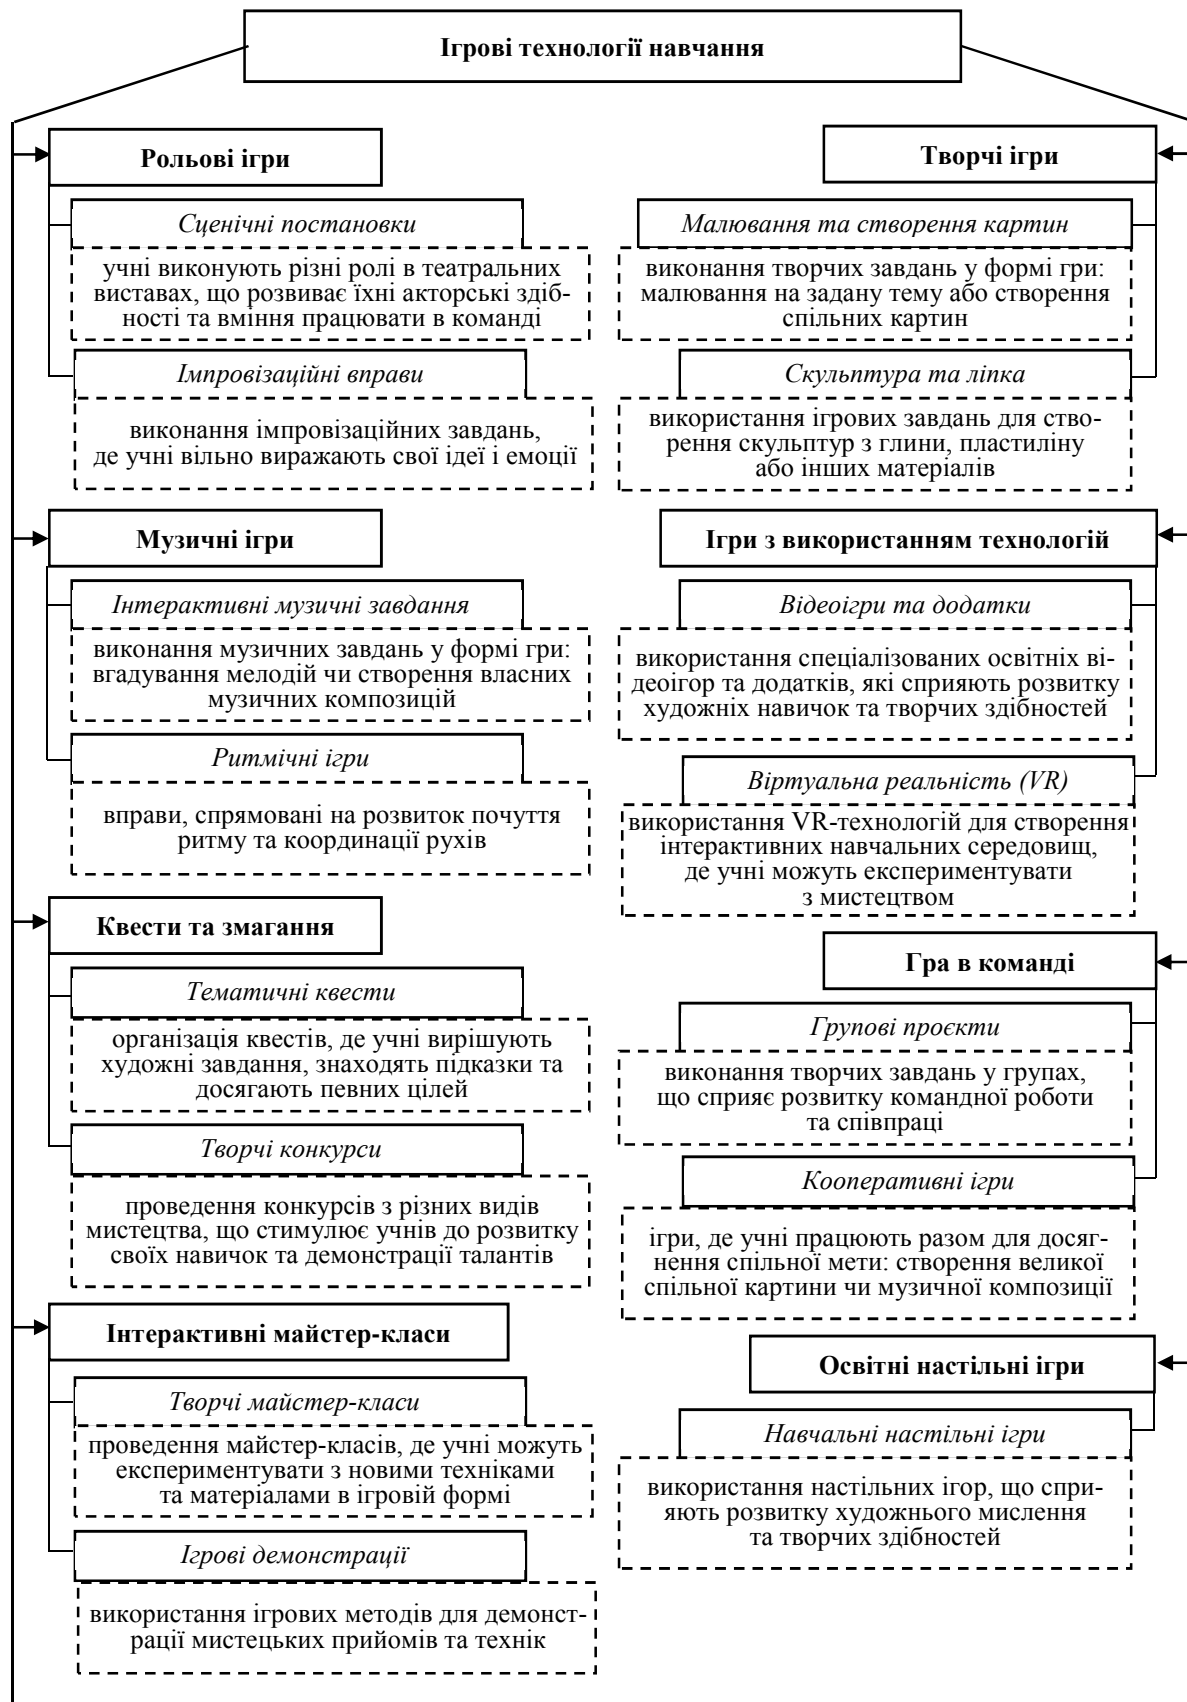 Ігрові технології навчання
Рольові ігри
Сценічні постановки
учні виконують різні ролі в театральних
виставах, що розвиває їхні акторські здіб-
ності та вміння працювати в команді
Імпровізаційні вправи
виконання імпровізаційних завдань,
де учні вільно виражають свої ідеї і емоції
Музичні ігри
Інтерактивні музичні завдання
виконання музичних завдань у формі гри:
вгадування мелодій чи створення власних
музичних композицій
Ритмічні ігри
вправи, спрямовані на розвиток почуття
ритму та координації рухів
Квести та змагання
Тематичні квести
організація квестів, де учні вирішують
художні завдання, знаходять підказки та
досягають певних цілей
Творчі конкурси
проведення конкурсів з різних видів
мистецтва, що стимулює учнів до розвитку
своїх навичок та демонстрації талантів
Інтерактивні майстер-класи
Творчі майстер-класи
проведення майстер-класів, де учні можуть
експериментувати з новими техніками
та матеріалами в ігровій формі
Ігрові демонстрації
використання ігрових методів для демонст-
рації мистецьких прийомів та технік
Творчі ігри
Малювання та створення картин
виконання творчих завдань у формі гри:
малювання на задану тему або створення
спільних картин
Скульптура та ліпка
використання ігрових завдань для ство-
рення скульптур з глини, пластиліну
або інших матеріалів
Ігри з використанням технологій
Відеоігри та додатки
використання спеціалізованих освітніх ві-
деоігор та додатків, які сприяють розвитку
художніх навичок та творчих здібностей
Віртуальна реальність (VR)
використання VR-технологій для створення
інтерактивних навчальних середовищ,
де учні можуть експериментувати
з мистецтвом
Гра в команді
Групові проєкти
виконання творчих завдань у групах,
що сприяє розвитку командної роботи
та співпраці
Кооперативні ігри
ігри, де учні працюють разом для досяг-
нення спільної мети: створення великої
спільної картини чи музичної композиції
Освітні настільні ігри
Навчальні настільні ігри
використання настільних ігор, що спри-
яють розвитку художнього мислення
та творчих здібностей